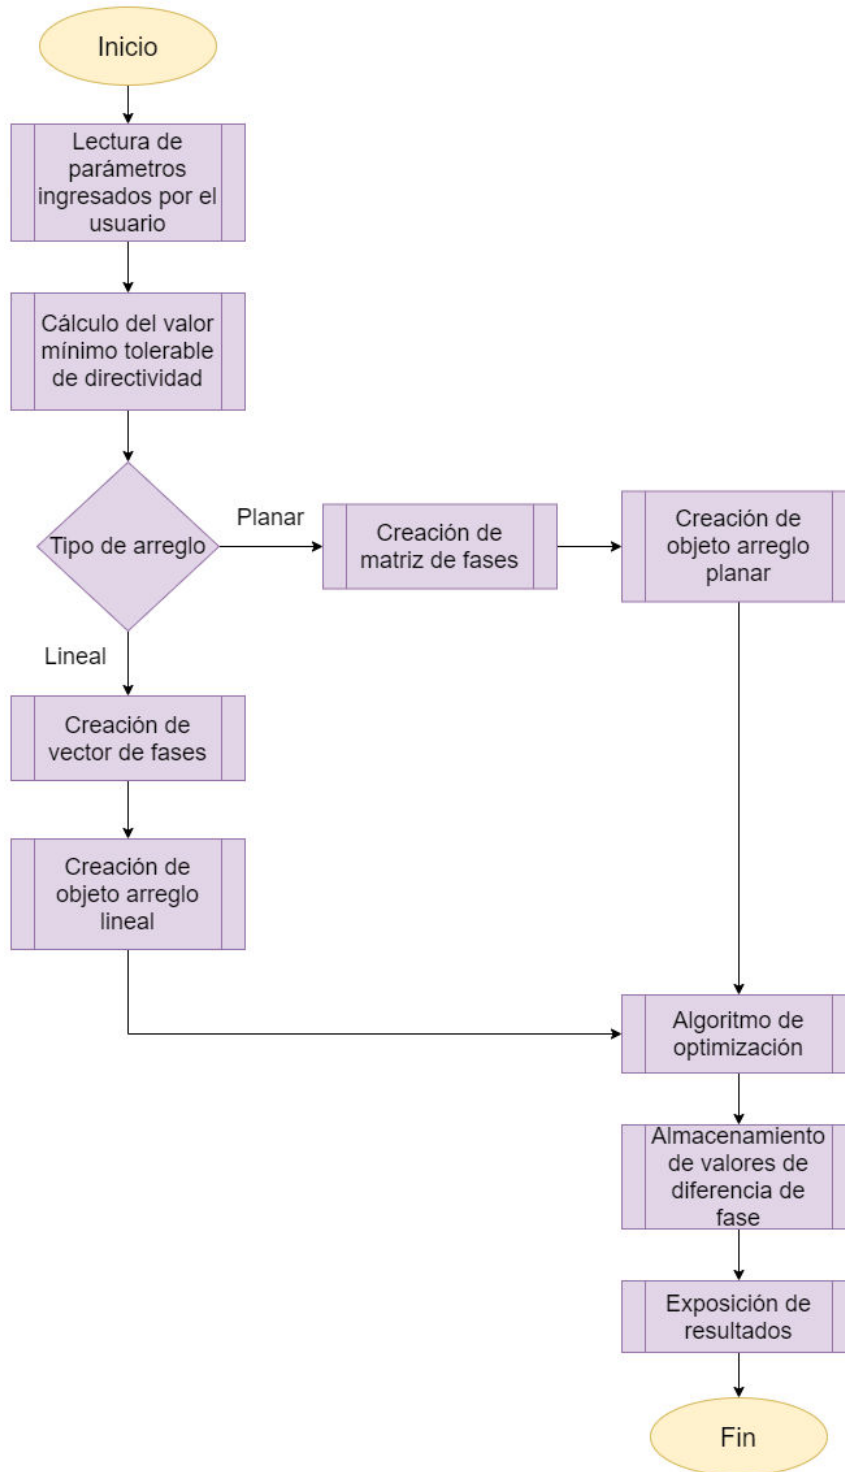 Inicio
Lectura de
parámetros
ingresados por el
usuario
Cálculo del valor
mínimo tolerable
de directividad
Tipo de arreglo
Planar
Creación de
matriz de fases
Creación de
objeto arreglo
planar
Lineal
Creación de
vector de fases
Creación de
objeto arreglo
lineal
Algoritmo de
optimización
Almacenamiento
de valores de
diferencia de
fase
Exposición de
resultados
Fin